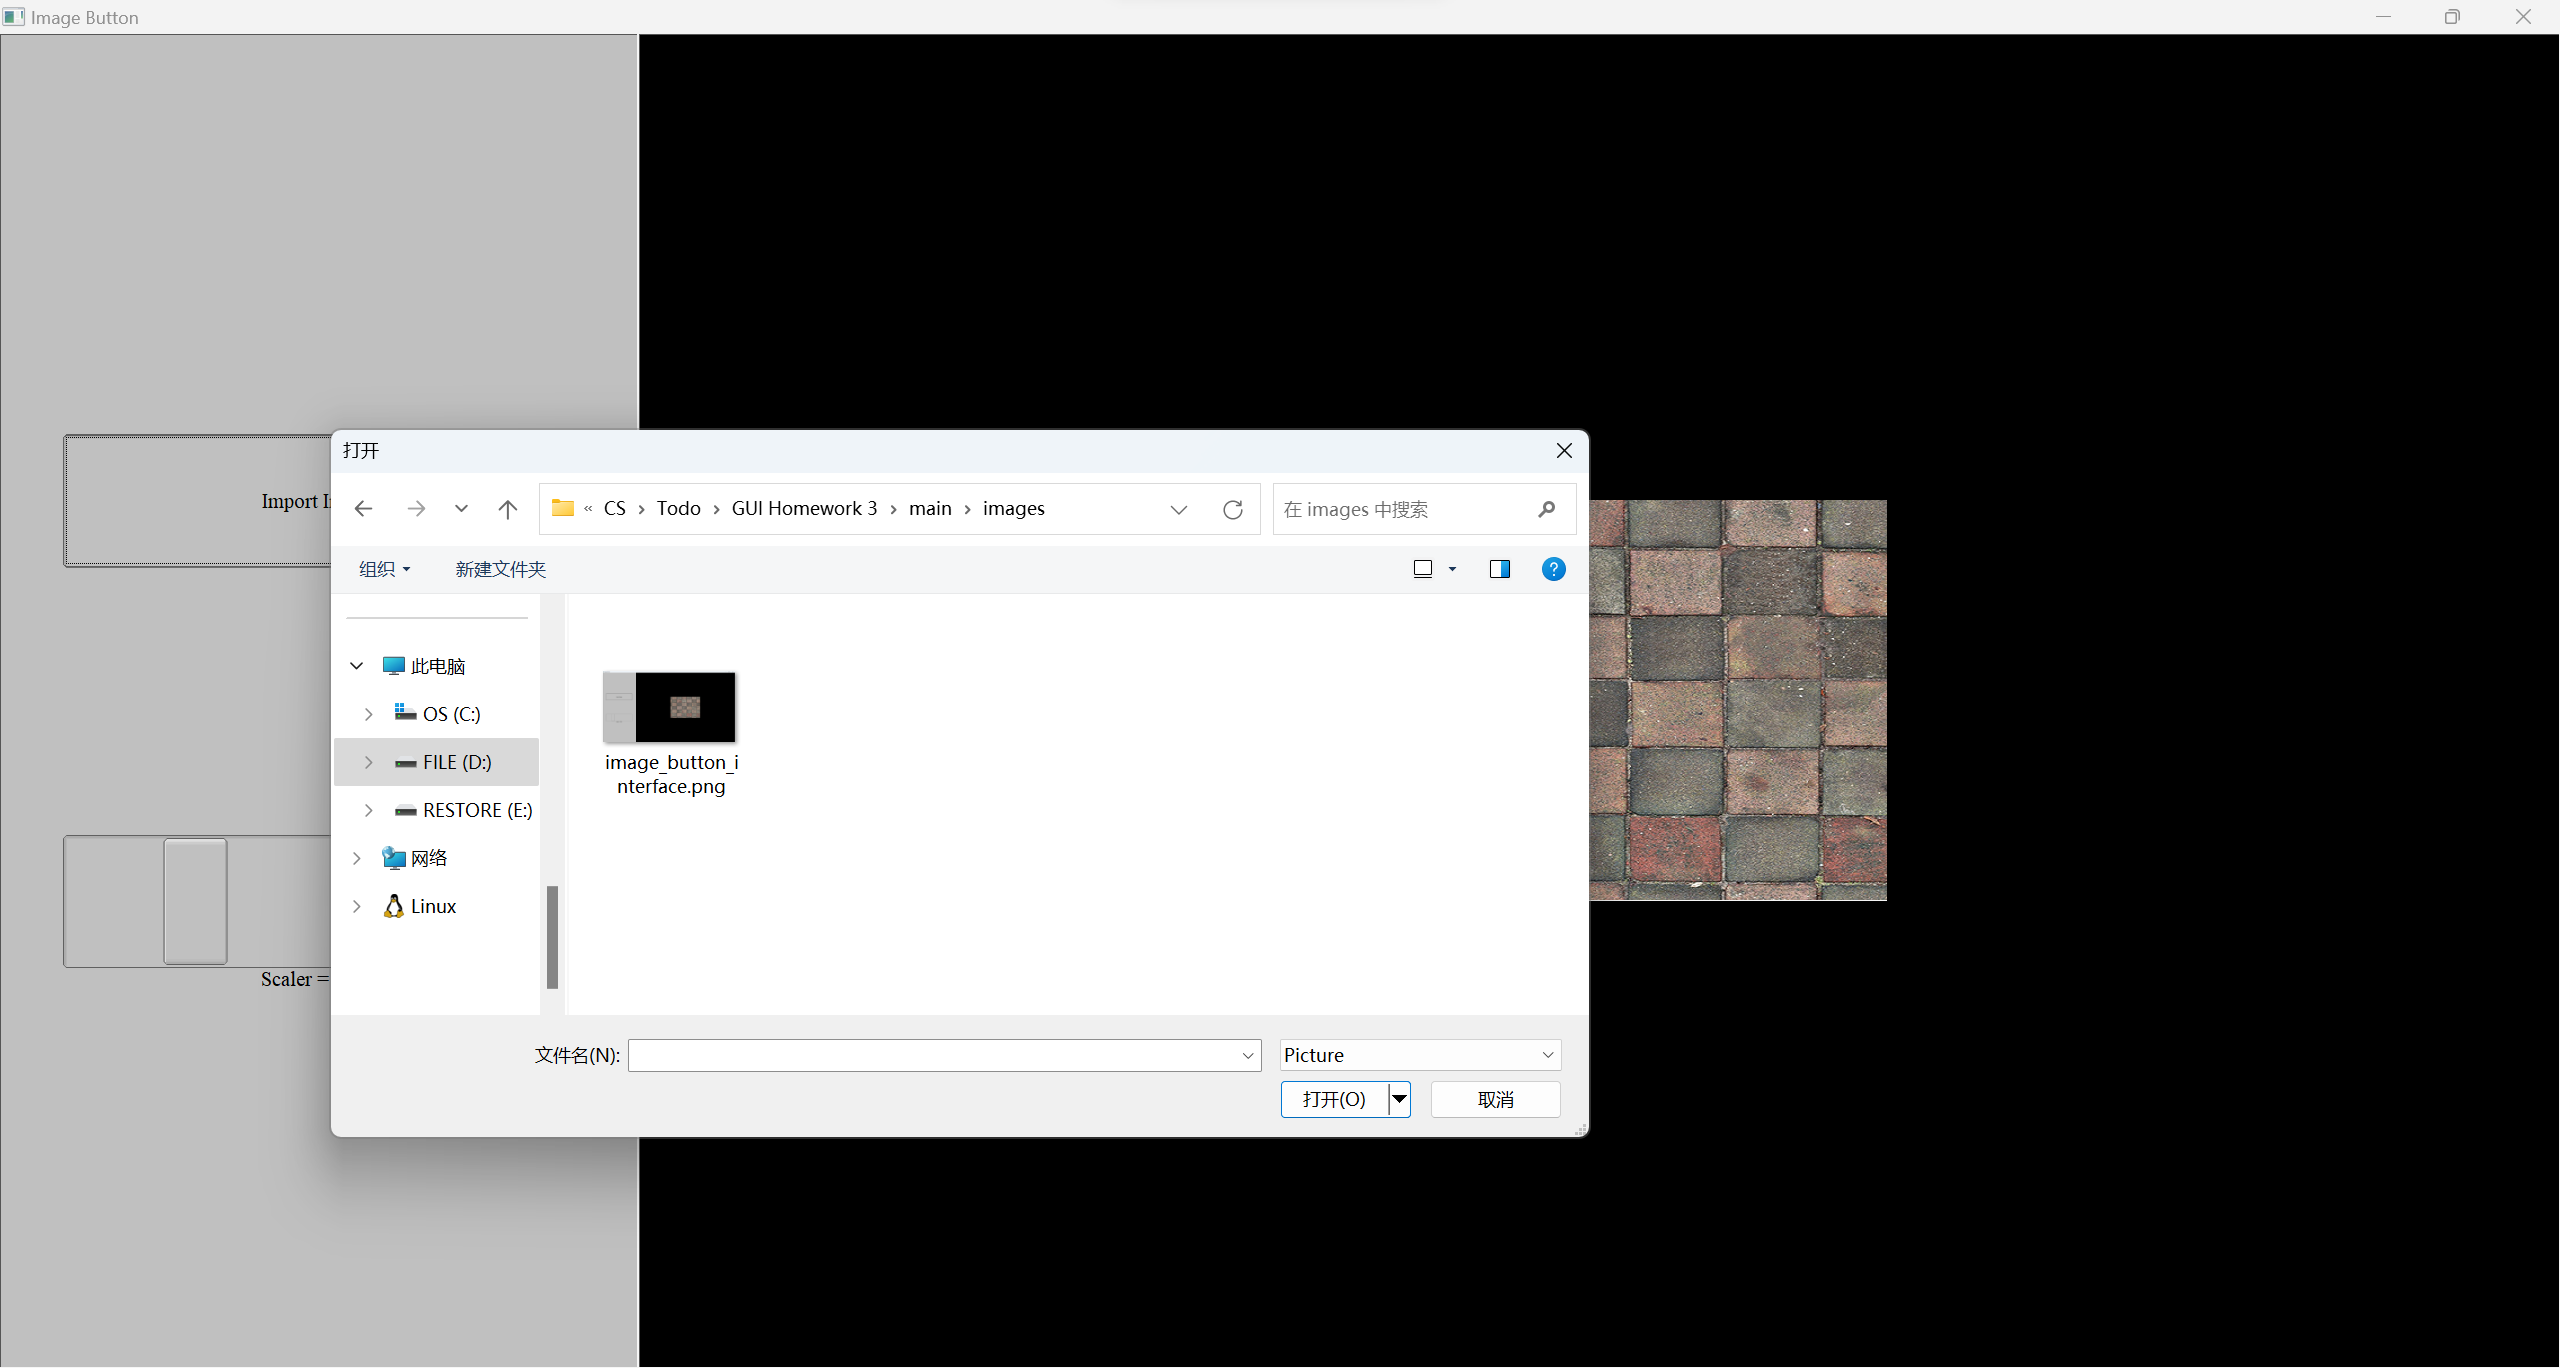 Image Button
Import I
打开
« CS › Todo › GUI Homework 3 › main › images
在 images 中搜索
组织
新建文件夹
此电脑
OS (C:)
FILE (D:)
RESTORE (E:)
网络
Linux
image_button_i
nterface.png
Scaler =
文件名(N):
Picture
打开(O)
取消